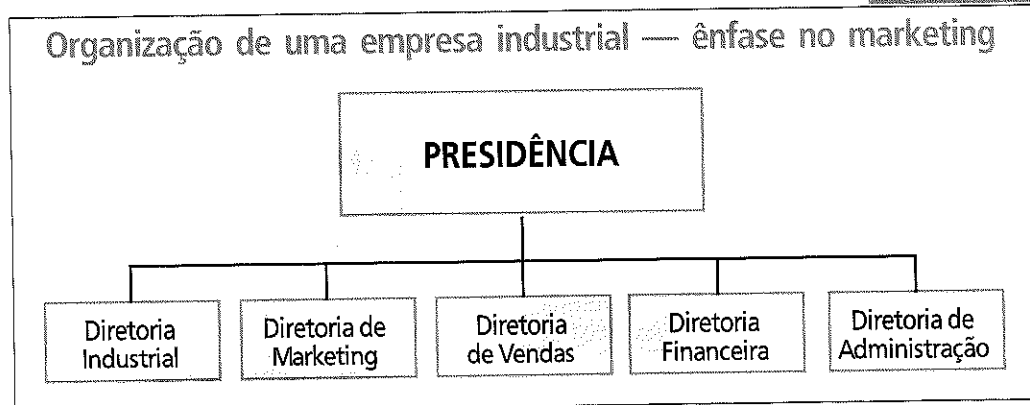 Organização de uma empresa industrial — ênfase no marketing
PRESIDÊNCIA
Diretoria
Industrial
Diretoria de
Marketing
Diretoria
de Vendas
Diretoria
Financeira
Diretoria de
Administração